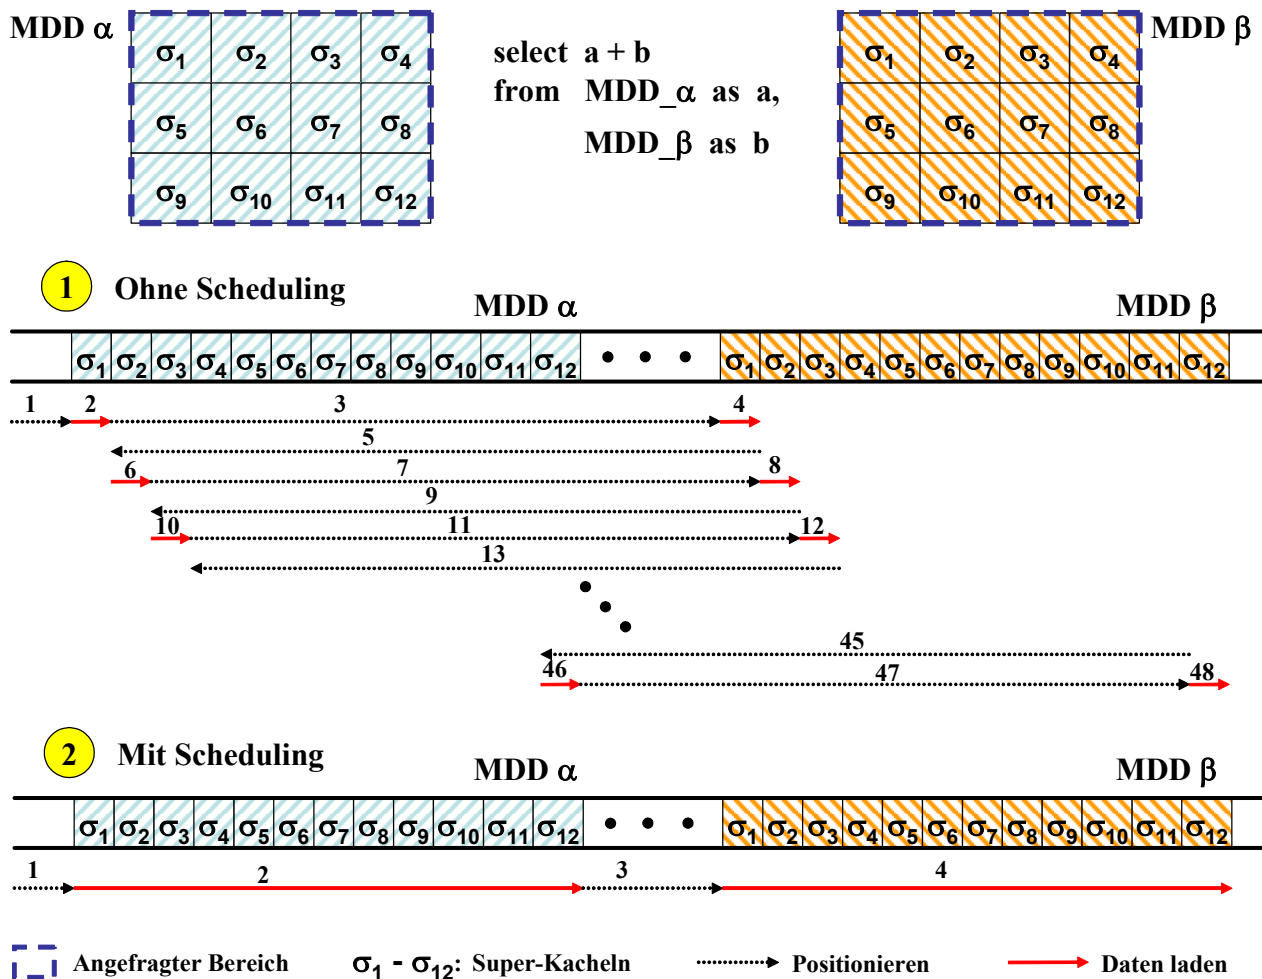 MDD α
σ1 σ2 σ3 σ4
σ5 σ6 σ7 σ8
σ9 σ10 σ11 σ12
select a + b
from MDD_α as a,
MDD_β as b
MDD β
σ1 σ2 σ3 σ4
σ5 σ6 σ7 σ8
σ9 σ10 σ11 σ12
1 Ohne Scheduling
MDD α MDD β
σ1 σ2 σ3 σ4 σ5 σ6 σ7 σ8 σ9 σ10 σ11 σ12 • • • σ1 σ2 σ3 σ4 σ5 σ6 σ7 σ8 σ9 σ10 σ11 σ12
1 2 3 4
5
6 7 8
9
10 11 12
13
45
46 47 48
2 Mit Scheduling
MDD α MDD β
σ1 σ2 σ3 σ4 σ5 σ6 σ7 σ8 σ9 σ10 σ11 σ12 • • • σ1 σ2 σ3 σ4 σ5 σ6 σ7 σ8 σ9 σ10 σ11 σ12
1 2 3 4
Angefragter Bereich σ1 - σ12: Super-Kacheln Positionieren Daten laden